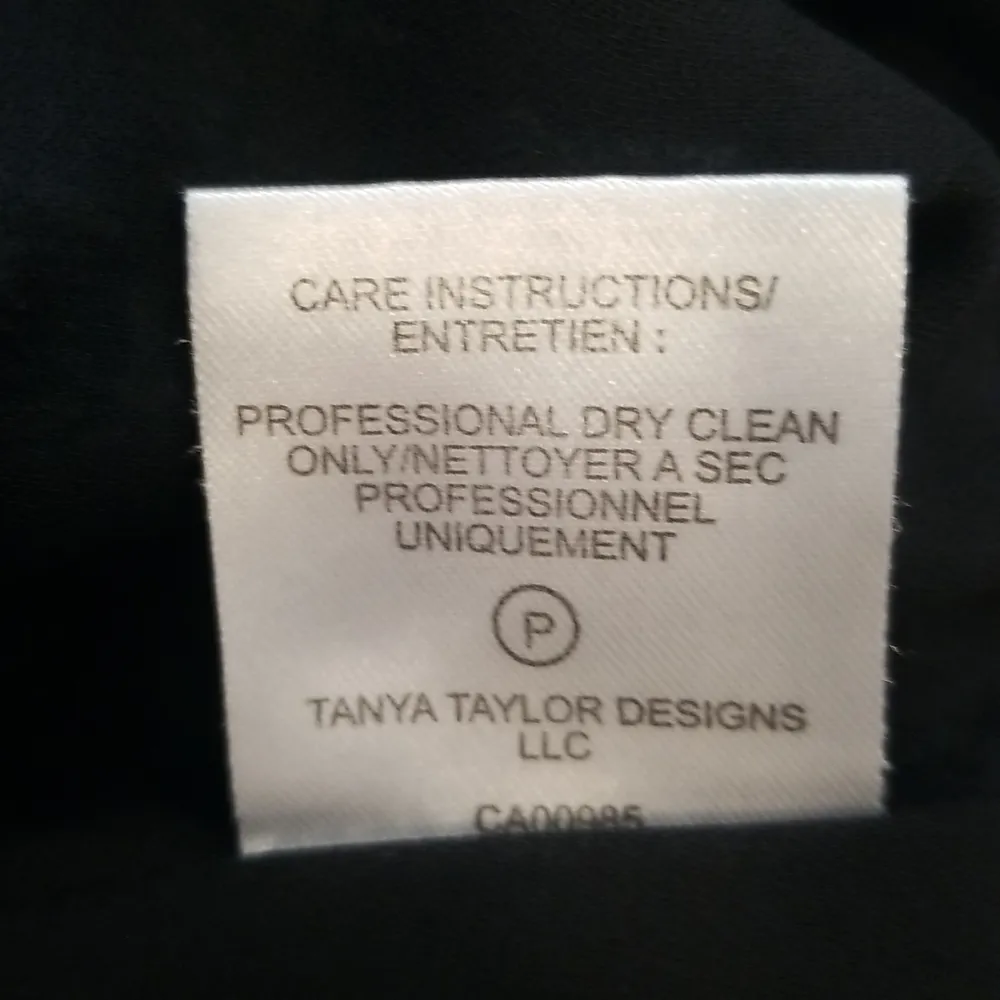 CARE INSTRUCTIONS/
ENTRETIEN :
PROFESSIONAL DRY CLEAN
ONLY/NETTOYER A SEC
PROFESSIONNEL
UNIQUEMENT
P
TANYA TAYLOR DESIGNS
LLC
CA00985